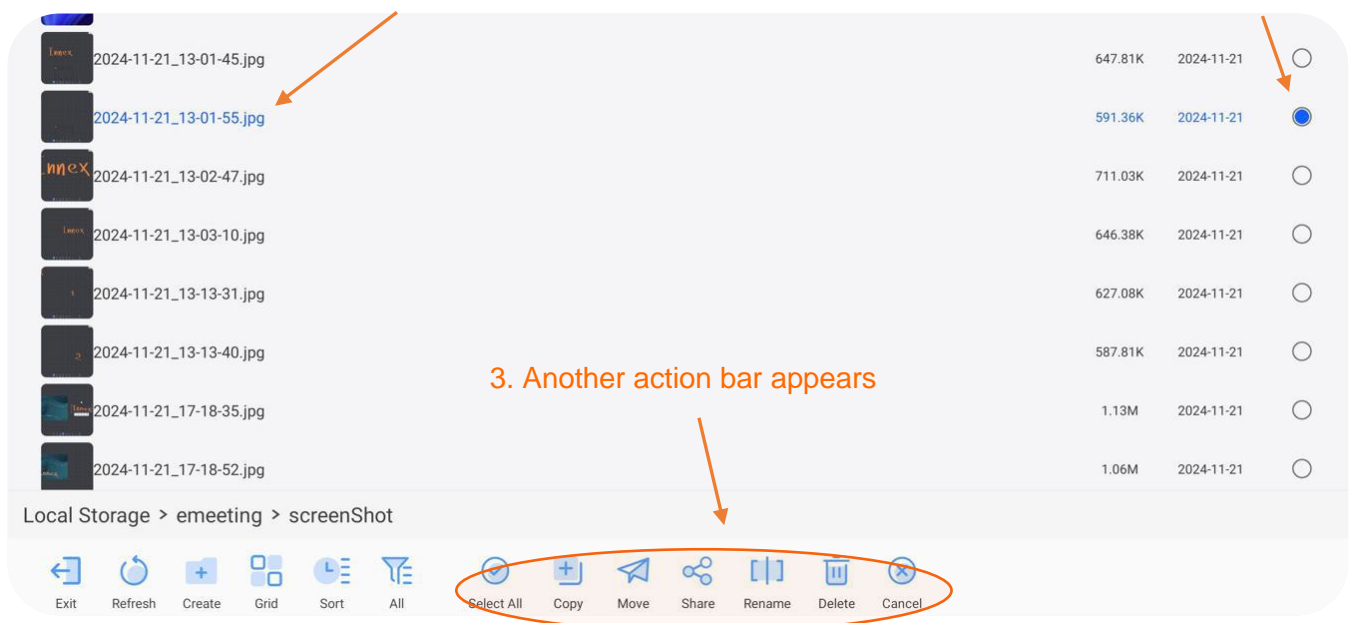 Innex
2024-11-21_13-01-45.jpg 647.81K 2024-11-21
2024-11-21_13-01-55.jpg 591.36K 2024-11-21
nnex
2024-11-21_13-02-47.jpg 711.03K 2024-11-21
Innex
2024-11-21_13-03-10.jpg 646.38K 2024-11-21
1
2024-11-21_13-13-31.jpg 627.08K 2024-11-21
2
2024-11-21_13-13-40.jpg 587.81K 2024-11-21
3. Another action bar appears
2024-11-21_17-18-35.jpg 1.13M 2024-11-21
2024-11-21_17-18-52.jpg 1.06M 2024-11-21
Local Storage > emeeting > screenShot
Exit Refresh Create Grid Sort All Select All Copy Move Share Rename Delete Cancel